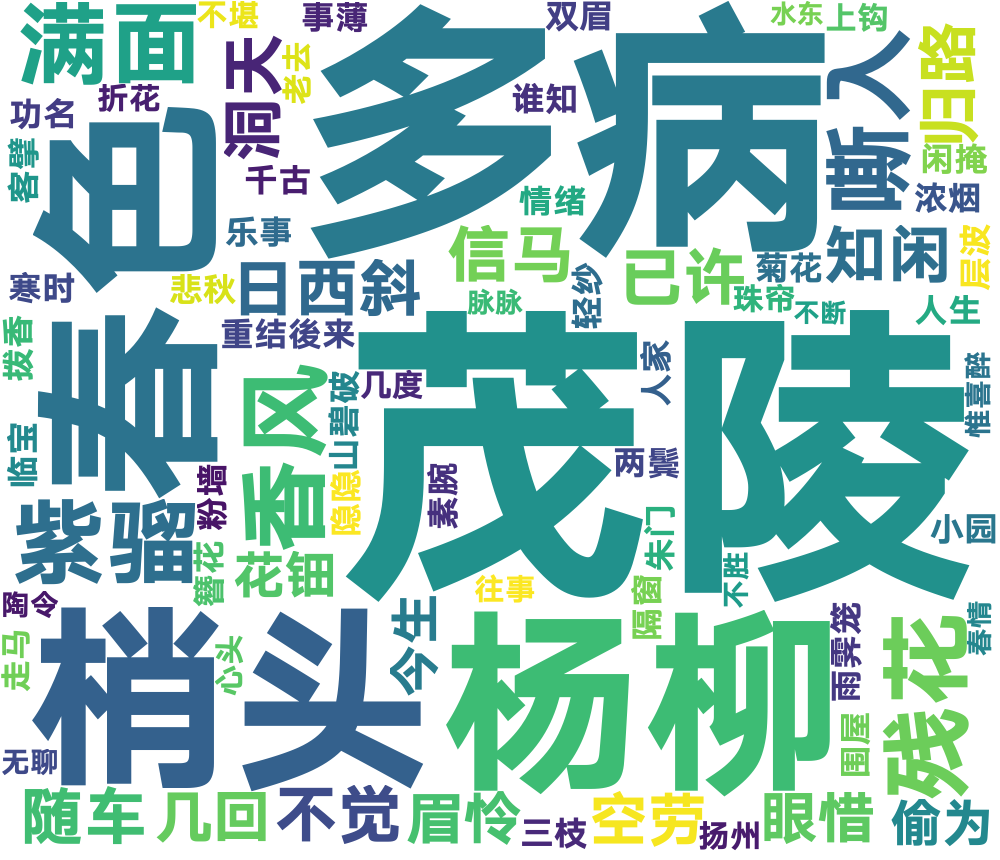 满面
不堪
事薄
双眉
水东
上钩
多病
洞天
老去
折花
功名
谁知
归路
嘶人
闲掩
客擘
色
千古
情绪
浓烟
乐事
信马
已许
菊花
知闲
层波
寒时
悲秋
日西斜
脉脉
轻纱
珠帘
不断
人生
拨香
春
重结後来
山碧破
几度
人家
惟喜醉
香风
茂陵
临宝
粉墙
隐隐
素腕
两鬓
紫骝
小园
簪花
花锚
朱门
不胜
陶令
往事
隔窗
走马
梢头
心头
今生
杨柳
雨霁笼
残花
春情
无聊
围屋
随车
几回
不觉
眉怜
三枝
空劳
扬州
眼惜
偷为